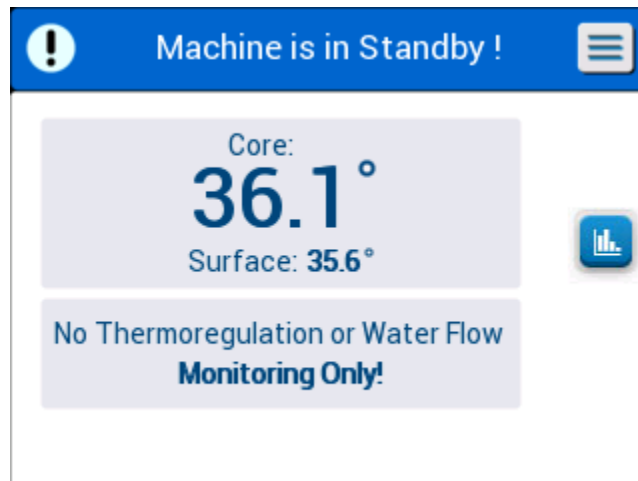 Machine is in Standby !
Core:
36.1°
Surface: 35.6°
No Thermoregulation or Water Flow
Monitoring Only!